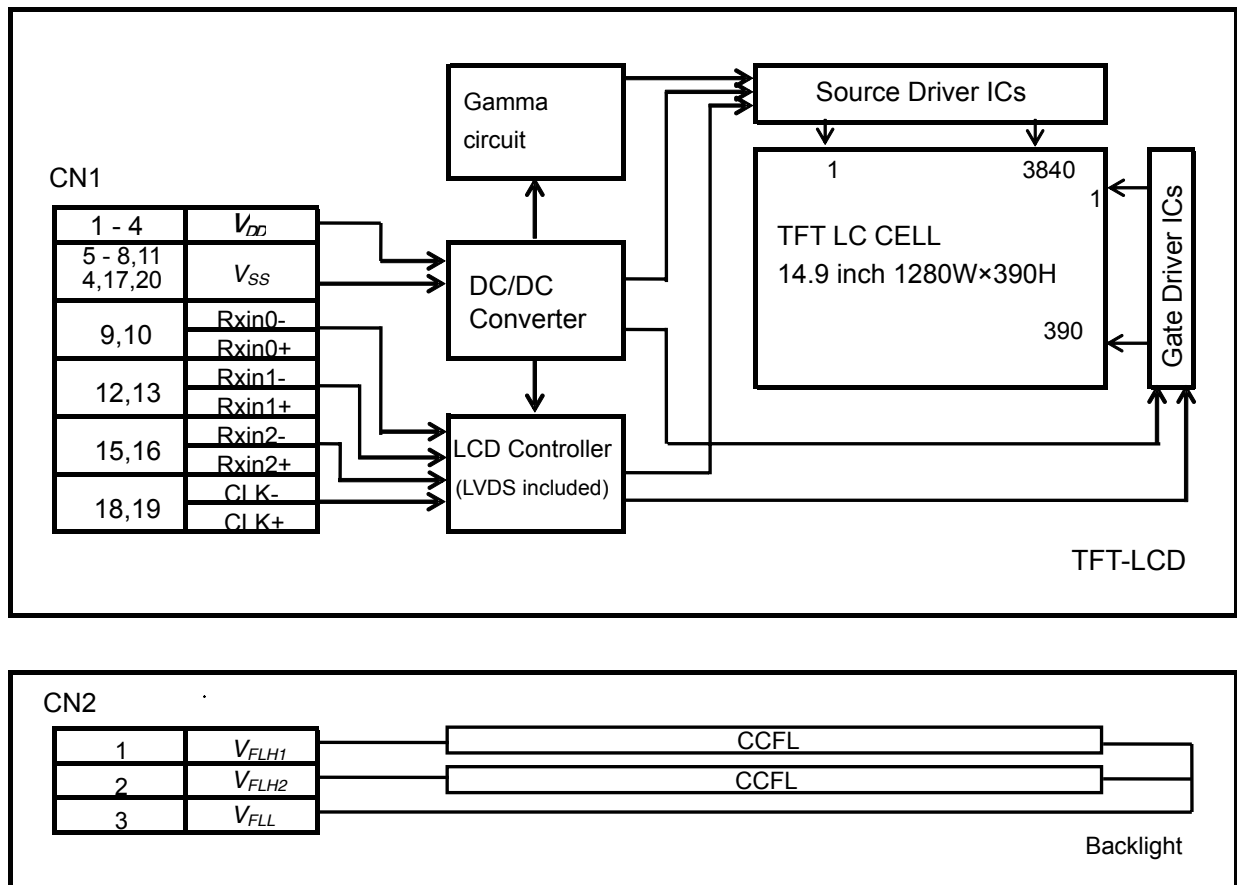 CN1
1 - 4 VDD
5 - 8,11
4,17,20 VSS
9,10 Rxin0-
Rxin0+
12,13 Rxin1-
Rxin1+
15,16 Rxin2-
Rxin2+
18,19 CLK-
CLK+
Gamma
circuit
DC/DC
Converter
LCD Controller
(LVDS included)
Source Driver ICs
1 3840
1
TFT LC CELL
14.9 inch 1280W×390H
390
Gate Driver ICs
TFT-LCD
CN2
1 VFLH1 CCFL
2 VFLH2 CCFL
3 VFLL
Backlight